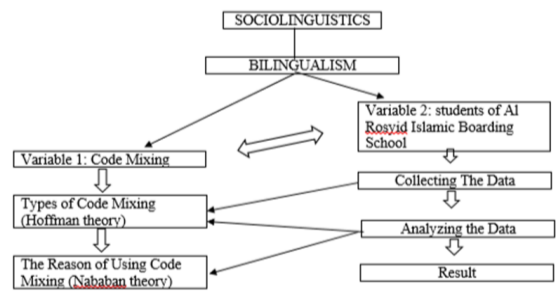 SOCIOLINGUISTICS
BILINGUALISM
Variable 2: students of Al
Rosyid Islamic Boarding
School
Variable 1: Code Mixing
Collecting The Data
Types of Code Mixing
(Hoffman theory)
Analyzing the Data
The Reason of Using Code
Mixing (Nababan theory)
Result